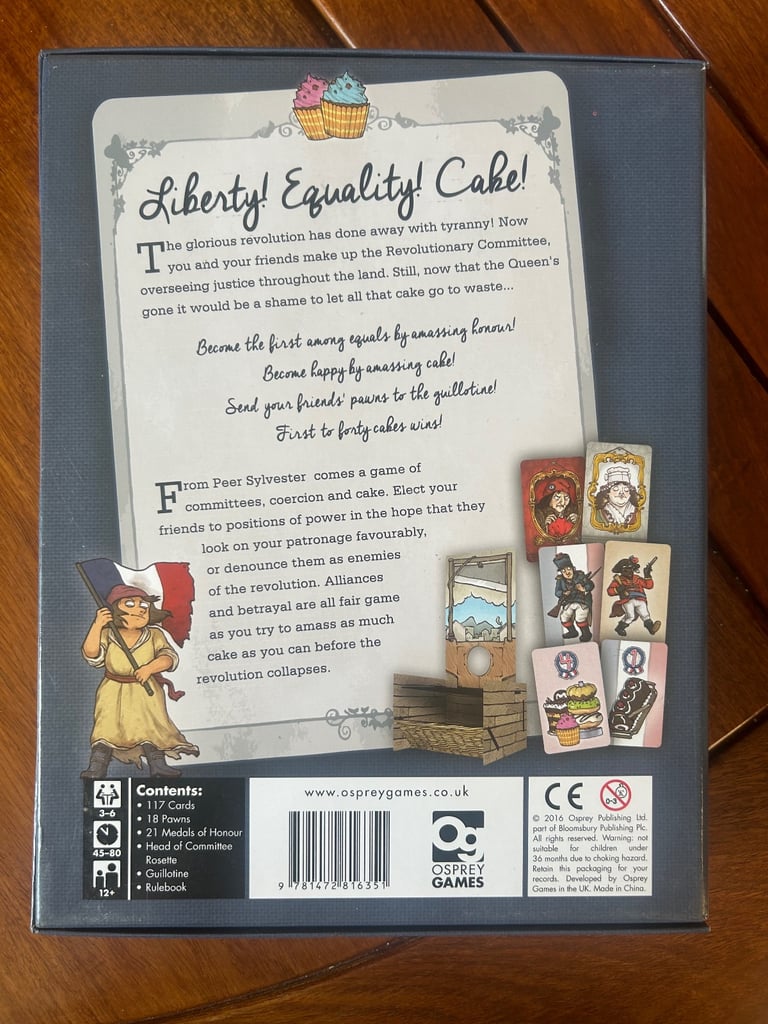 Liberty! Equality! Cake!
The glorious revolution has done away with tyranny! Now
you and your friends make up the Revolutionary Committee,
overseeing justice throughout the land. Still, now that the Queen's
gone it would be a shame to let all that cake go to waste...
Become the first among equals by amassing honour!
Become happy by amassing cake!
Send your friends' pawns to the guillotine!
First to forty cakes wins!
From Peer Sylvester comes a game of
committees, coercion and cake. Elect your
friends to positions of power in the hope that they
look on your patronage favourably,
or denounce them as enemies
of the revolution. Alliances
and betrayal are all fair game
as you try to amass as much
cake as you can before the
revolution collapses.
4
1
3-6
45-80
12+
Contents:
• 117 Cards
• 18 Pawns
• 21 Medals of Honour
• Head of Committee
Rosette
• Guillotine
• Rulebook
www.ospreygames.co.uk
9 781472 816351
Og
OSPREY
GAMES
CE
0-3
© 2016 Osprey Publishing Ltd.
part of Bloomsbury Publishing Plc.
All rights reserved. Warning: not
suitable for children under
36 months due to choking hazard.
Retain this packaging for your
records. Developed by Osprey
Games in the UK. Made in China.